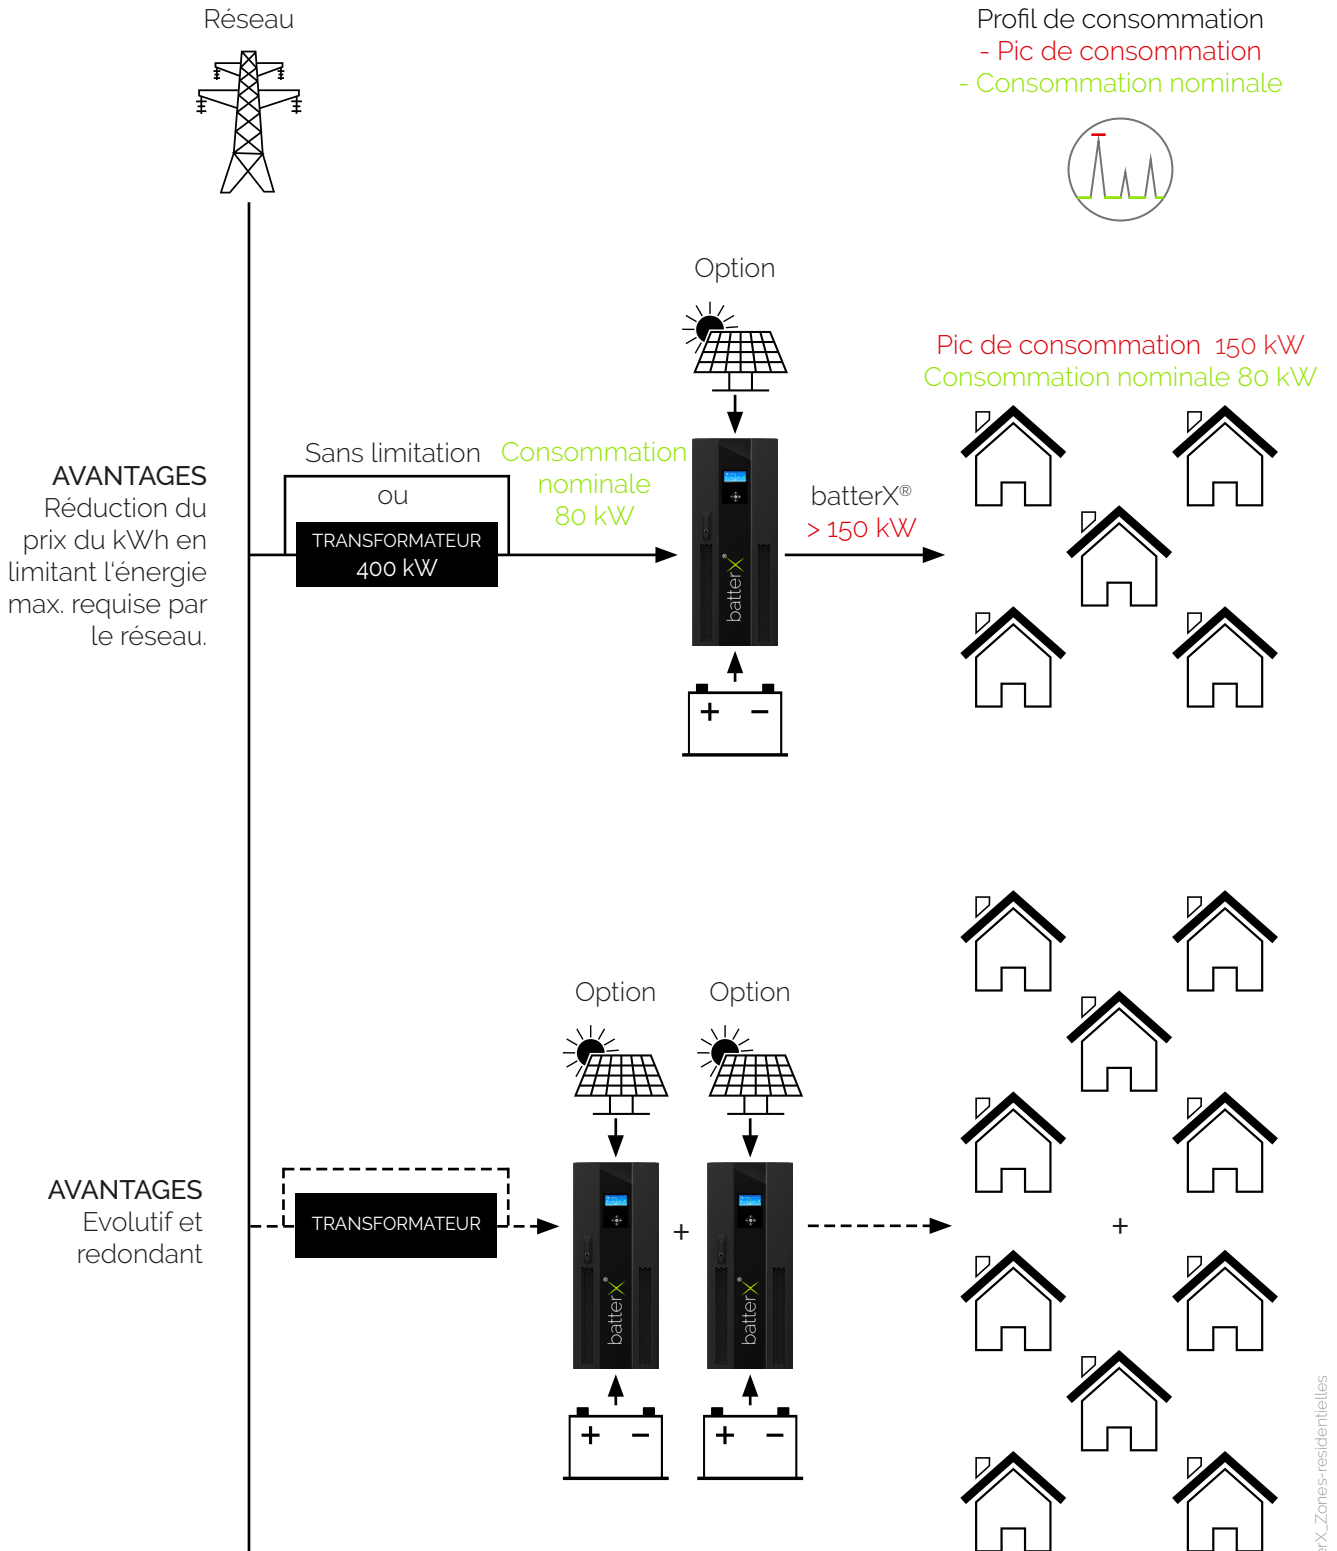 Réseau
Profil de consommation
- Pic de consommation
- Consommation nominale
Option
Pic de consommation 150 kW
Consommation nominale 80 kW
AVANTAGES
Réduction du
prix du kWh en
limitant l'énergie
max. requise par
le réseau.
Sans limitation
ou
TRANSFORMATEUR
400 kW
Consommation
nominale
80 kW
batterX®
batterX®
> 150 kW
+ −
Option
Option
AVANTAGES
Evolutif et
redondant
TRANSFORMATEUR
batterX®
+
batterX®
+
+ −
+ −
erX_Zones-residentielles